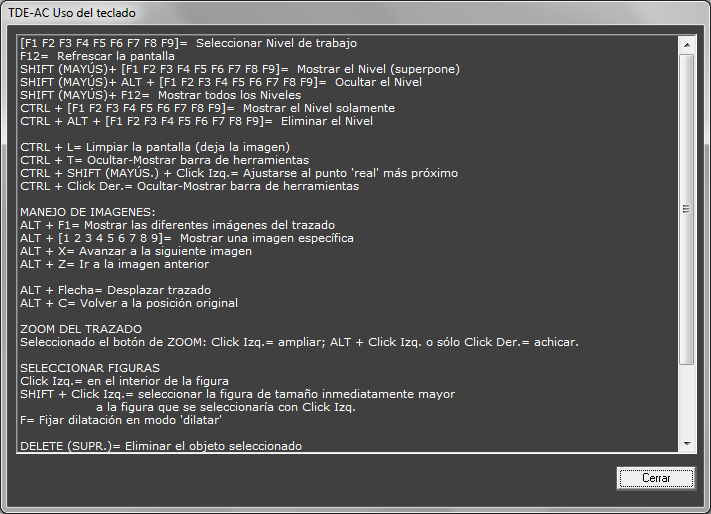 TDE-AC Uso del teclado
[F1 F2 F3 F4 F5 F6 F7 F8 F9]= Seleccionar Nivel de trabajo
F12= Refrescar la pantalla
SHIFT (MAYÚS)+ [F1 F2 F3 F4 F5 F6 F7 F8 F9]= Mostrar el Nivel (superpone)
SHIFT (MAYÚS)+ ALT + [F1 F2 F3 F4 F5 F6 F7 F8 F9]= Ocultar el Nivel
SHIFT (MAYÚS)+ F12= Mostrar todos los Niveles
CTRL + [F1 F2 F3 F4 F5 F6 F7 F8 F9]= Mostrar el Nivel solamente
CTRL + ALT + [F1 F2 F3 F4 F5 F6 F7 F8 F9]= Eliminar el Nivel
CTRL + L= Limpiar la pantalla (deja la imagen)
CTRL + T= Ocultar-Mostrar barra de herramientas
CTRL + SHIFT (MAYÚS.) + Click Izq.= Ajustarse al punto 'real' más próximo
CTRL + Click Der.= Ocultar-Mostrar barra de herramientas
MANEJO DE IMAGENES:
ALT + F1= Mostrar las diferentes imágenes del trazado
ALT + [1 2 3 4 5 6 7 8 9]= Mostrar una imagen específica
ALT + X= Avanzar a la siguiente imagen
ALT + Z= Ir a la imagen anterior
ALT + Flecha= Desplazar trazado
ALT + C= Volver a la posición original
ZOOM DEL TRAZADO
Seleccionado el botón de ZOOM: Click Izq.= ampliar; ALT + Click Izq. o sólo Click Der.= achicar.
SELECCIONAR FIGURAS
Click Izq.= en el interior de la figura
SHIFT + Click Izq.= seleccionar la figura de tamaño inmediatamente mayor
a la figura que se seleccionaría con Click Izq.
F= Fijar dilatación en modo 'dilatar'
DELETE (SUPR.)= Eliminar el objeto seleccionado
Cerrar